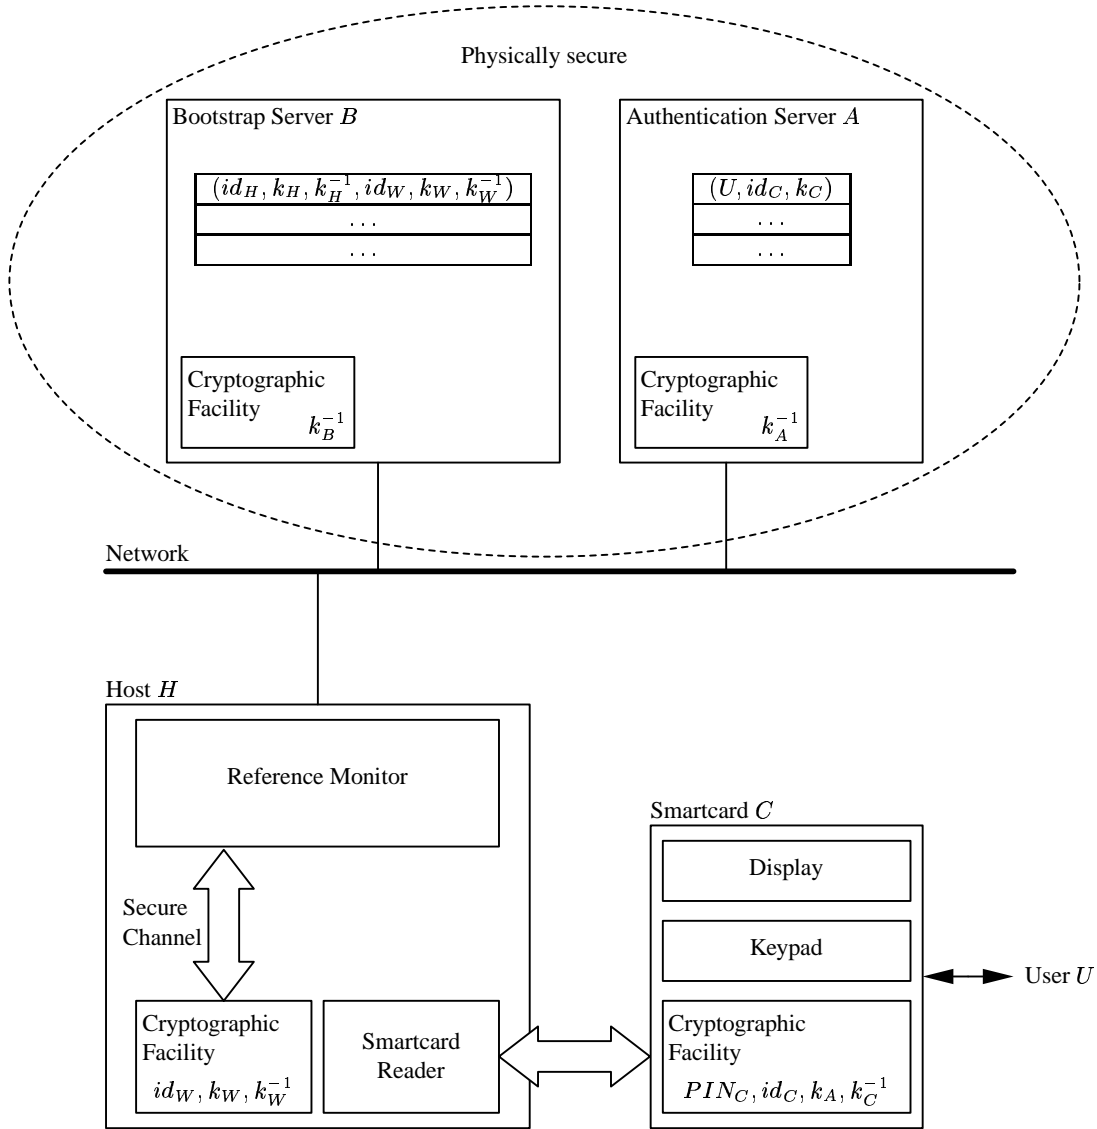 Physically secure
Bootstrap Server B
(id_H, k_H, k_H^{-1}, id_W, k_W, k_W^{-1})
...
...
Cryptographic
Facility
k_B^{-1}
Authentication Server A
(U, id_C, k_C)
...
...
Cryptographic
Facility
k_A^{-1}
Network
Host H
Reference Monitor
Secure
Channel
Cryptographic
Facility
id_W, k_W, k_W^{-1}
Smartcard
Reader
Smartcard C
Display
Keypad
Cryptographic
Facility
PIN_C, id_C, k_A, k_C^{-1}
User U